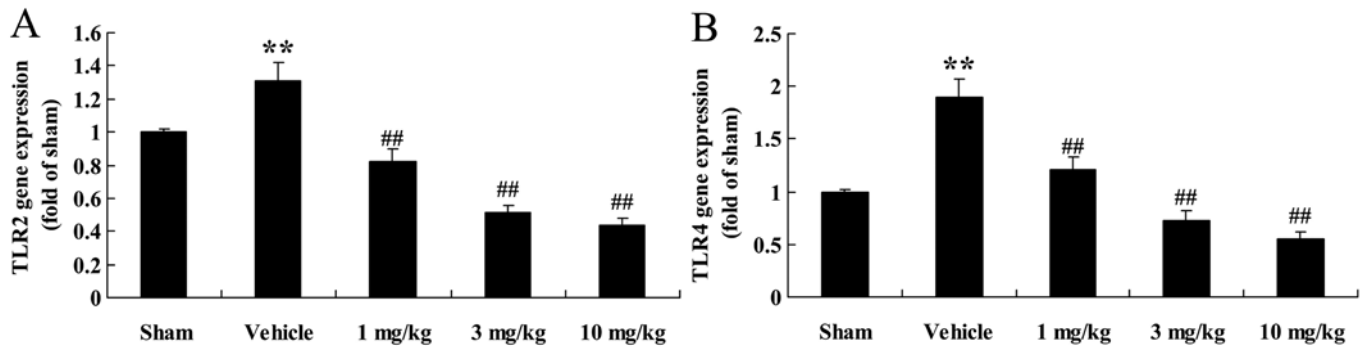 A
TLR2 gene expression
(fold of sham)
1.6
1.4
1.2
1
0.8
0.6
0.4
0.2
0
**
##
##
##
Sham
Vehicle
1 mg/kg
3 mg/kg
10 mg/kg
B
TLR4 gene expression
(fold of sham)
2.5
2
1.5
1
0.5
0
**
##
##
##
Sham
Vehicle
1 mg/kg
3 mg/kg
10 mg/kg